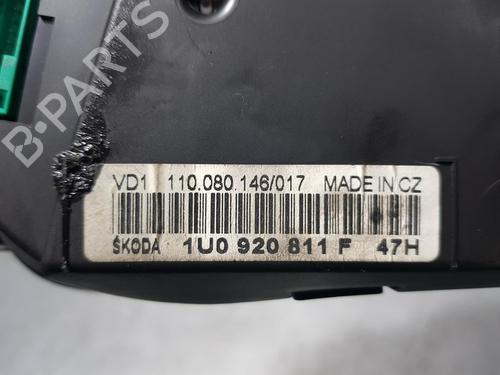 B-PARTS
VD1 110.080.146/017 MADE IN CZ
ŠKODA 1U0 920 811 F 47H